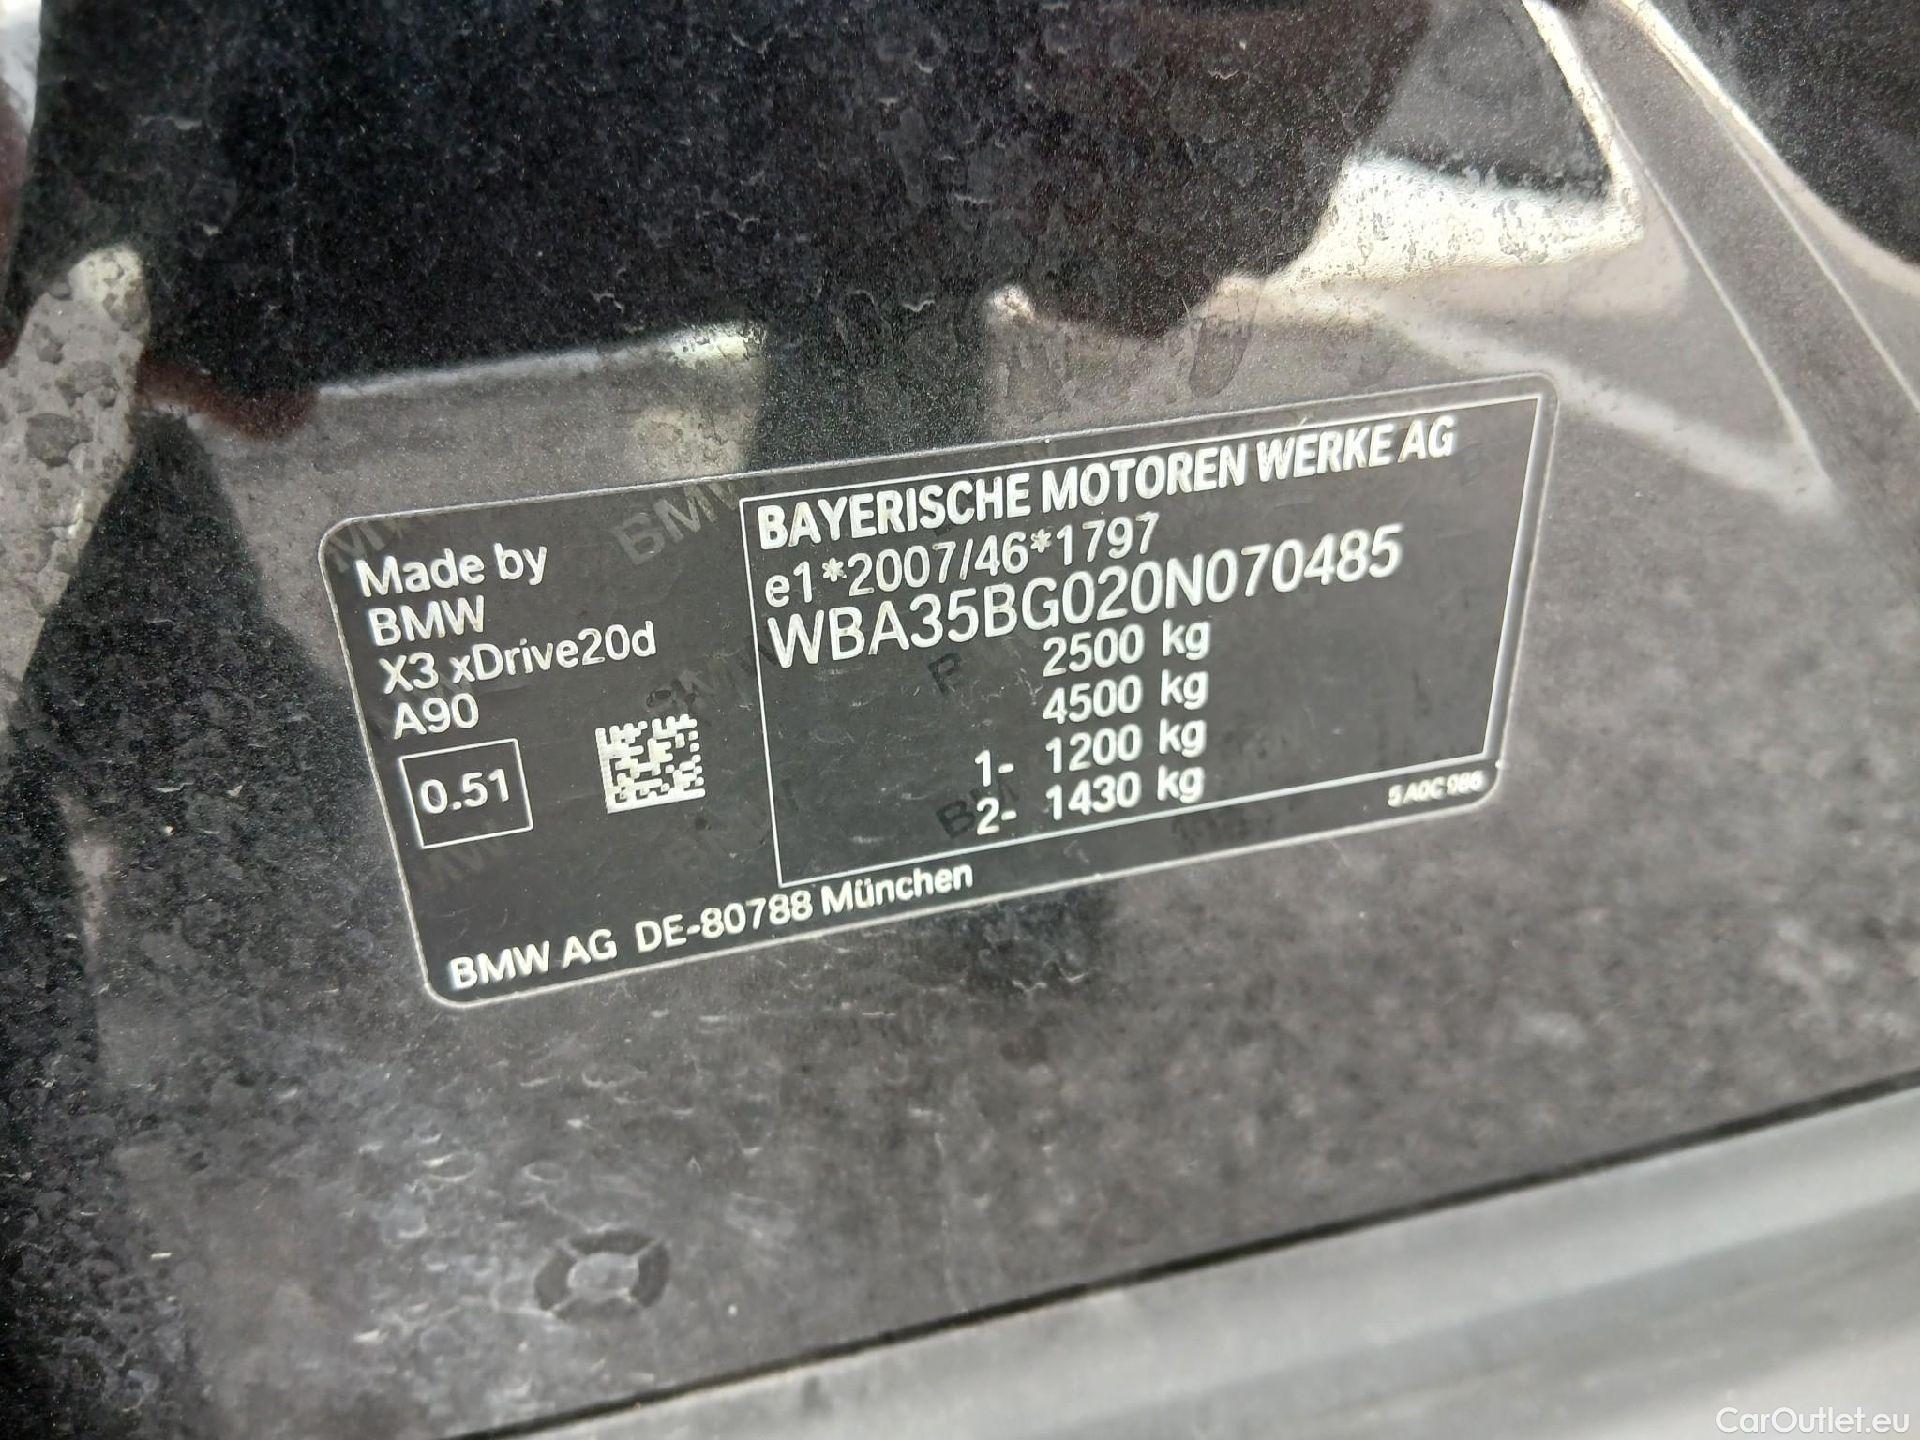 Made by
BMW
X3 xDrive20d
A90
0.51
BAYERISCHE MOTOREN WERKE AG
e1*2007/46*1797
WBA35BG020N070485
2500 kg
4500 kg
1- 1200 kg
2- 1430 kg
5 A0C 986
BMW AG DE-80788 München
CarOutlet.eu